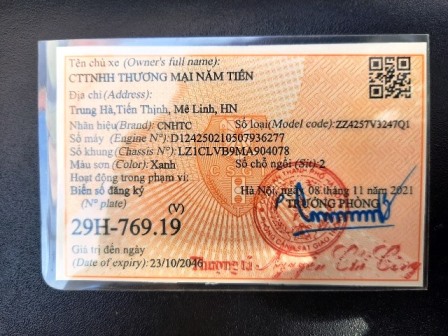 Tên chủ xe (Owner's full name):
CTTNHH THƯƠNG MẠI NĂM TIẾN
Địa chỉ (Address):
Trung Hà,Tiến Thịnh, Mê Linh, HN
Nhãn hiệu(Brand): CNHTC Số loại(Model code):ZZ4257V3247Q1
Số máy (Engine N°): D124250210507936277
Số khung (Chassis N°):LZ1CLVB9MA904078
Màu sơn (Color): Xanh Số chỗ ngồi (Sit):2
Hoạt động trong phạm vi:
Biển số đăng ký Hà Nội, ngày 08 tháng 11 năm 2021
(N° plate) TRƯỞNG PHÒNG
(V)
29H-769.19
Giá trị đến ngày
(Date of expiry): 23/10/2046